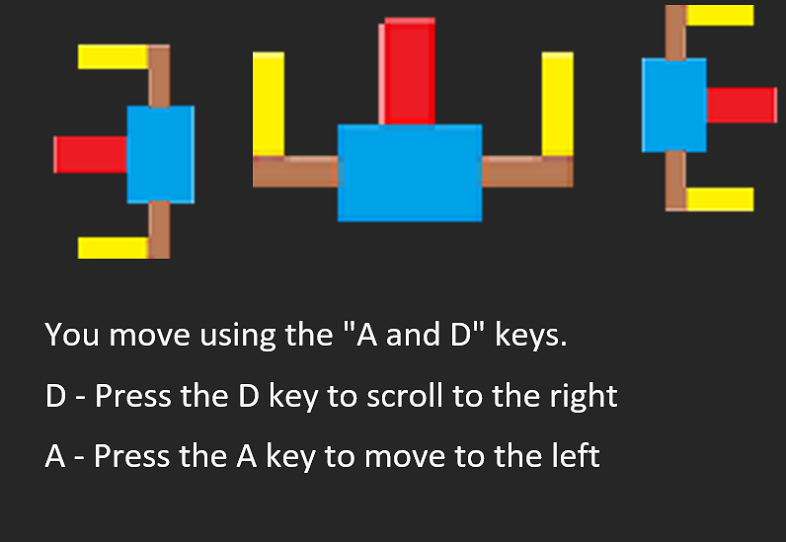 You move using the "A and D" keys.
D - Press the D key to scroll to the right
A - Press the A key to move to the left